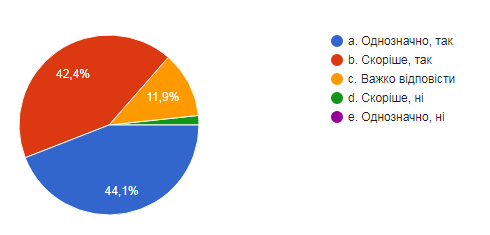 42,4%
11,9%
44,1%
a. Однозначно, так
b. Скоріше, так
c. Важко відповісти
d. Скоріше, ні
e. Однозначно, ні